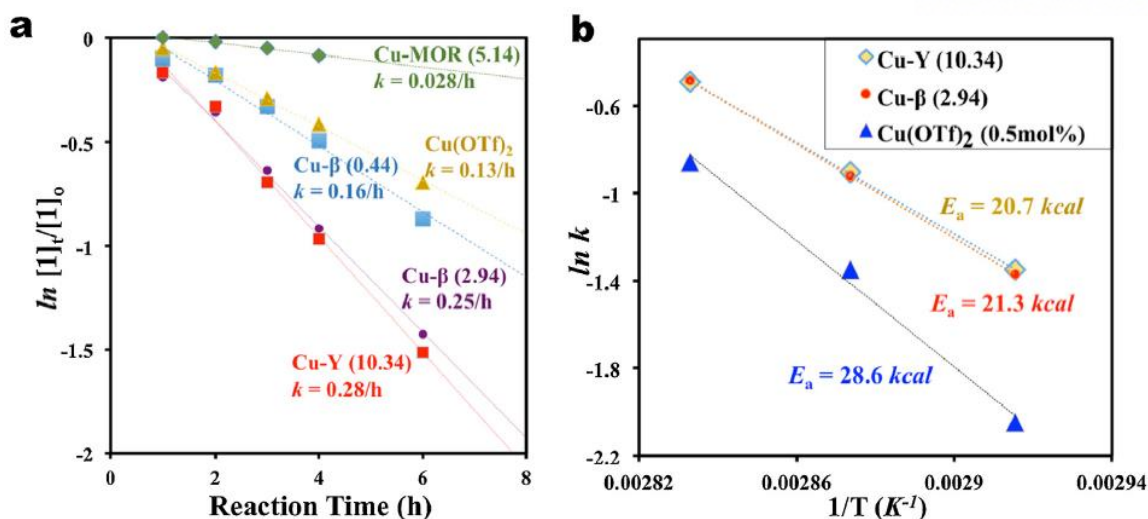 a
0
-0.5
-1
-1.5
-2
0
2
4
6
8
Reaction Time (h)
ln [1]t/[1]o
Cu-MOR (5.14)
k = 0.028/h
Cu(OTf)2
k = 0.13/h
Cu-β (0.44)
k = 0.16/h
Cu-β (2.94)
k = 0.25/h
Cu-Y (10.34)
k = 0.28/h
b
Cu-Y (10.34)
Cu-β (2.94)
Cu(OTf)2 (0.5mol%)
-0.6
-1
-1.4
-1.8
-2.2
ln k
Ea = 20.7 kcal
Ea = 21.3 kcal
Ea = 28.6 kcal
0.00282
0.00286
0.0029
0.00294
1/T (K-1)